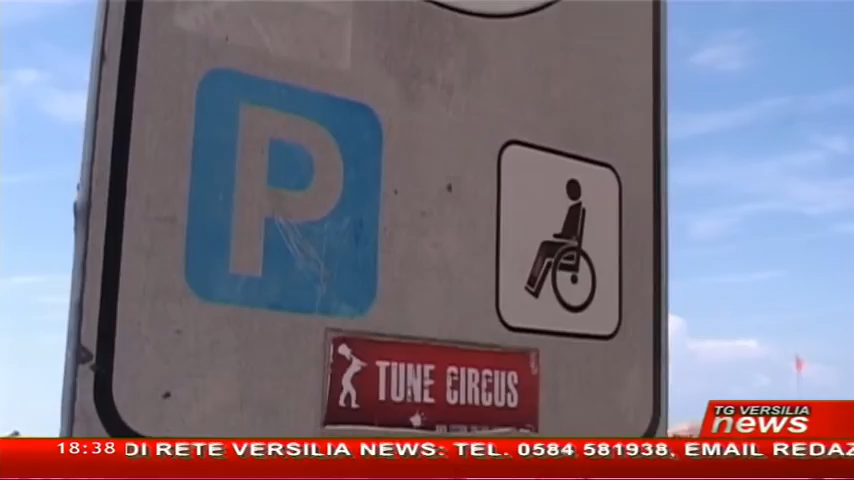 P
TUNE CIRCUS
TG VERSILIA
news
18:38 DI RETE VERSILIA NEWS: TEL. 0584 581938, EMAIL REDAZ